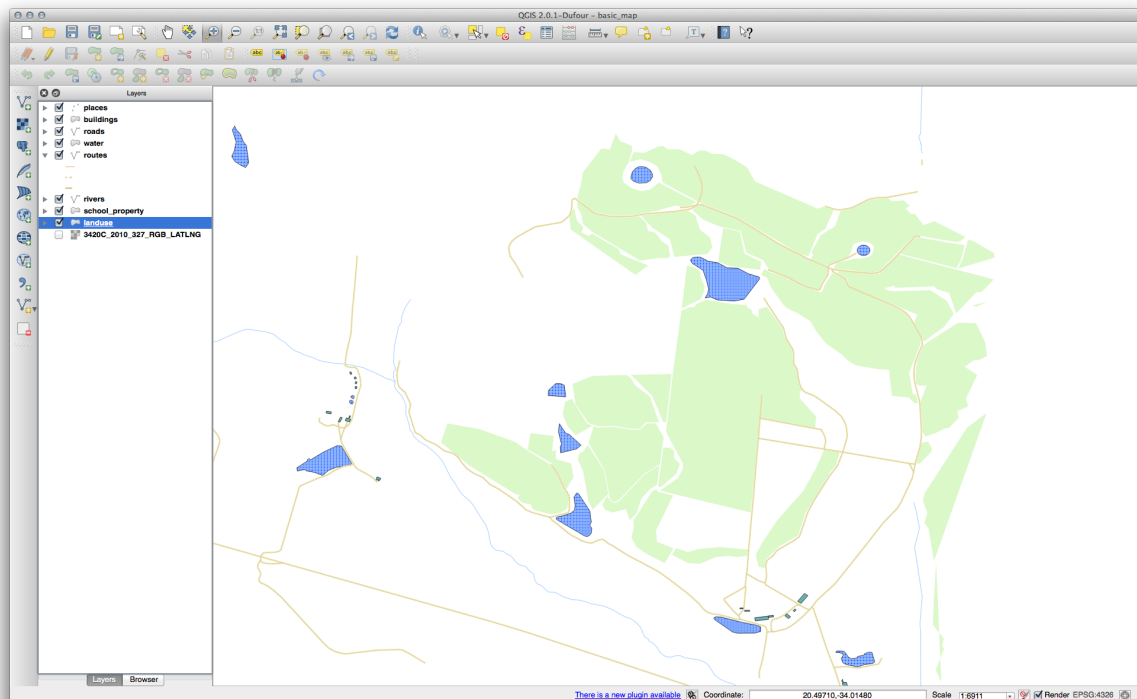 QGIS 2.0.1-Dufour - basic_map
Layers
places
buildings
roads
water
routes
rivers
school_property
landuse
3420C_2010_327_RGB_LATLNG
Layers Browser
There is a new plugin available Coordinate: 20.49710,-34.01480 Scale 1:6911 Render EPSG:4326